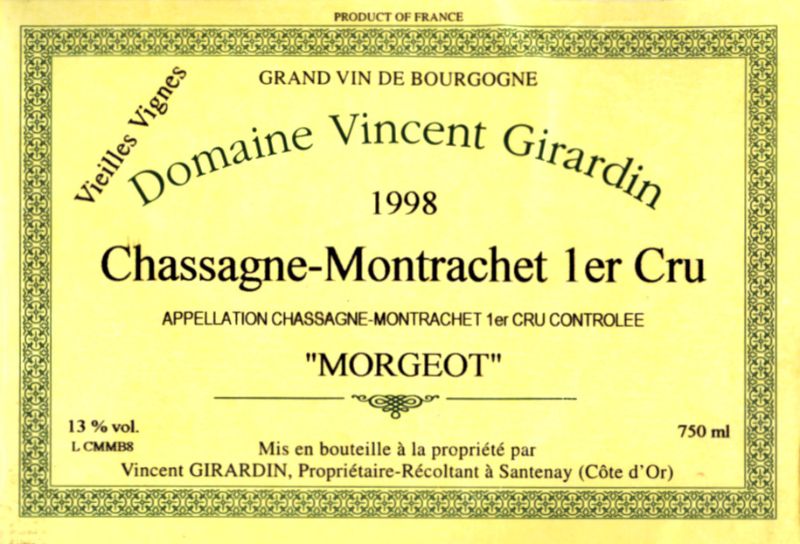 PRODUCT OF FRANCE
GRAND VIN DE BOURGOGNE
Vieilles Vignes
Domaine Vincent Girardin
1998
Chassagne-Montrachet 1er Cru
APPELLATION CHASSAGNE-MONTRACHET 1er CRU CONTROLEE
"MORGEOT"
13 % vol.
750 ml
L CMMB8
Mis en bouteille à la propriété par
Vincent GIRARDIN, Propriétaire-Récoltant à Santenay (Côte d'Or)